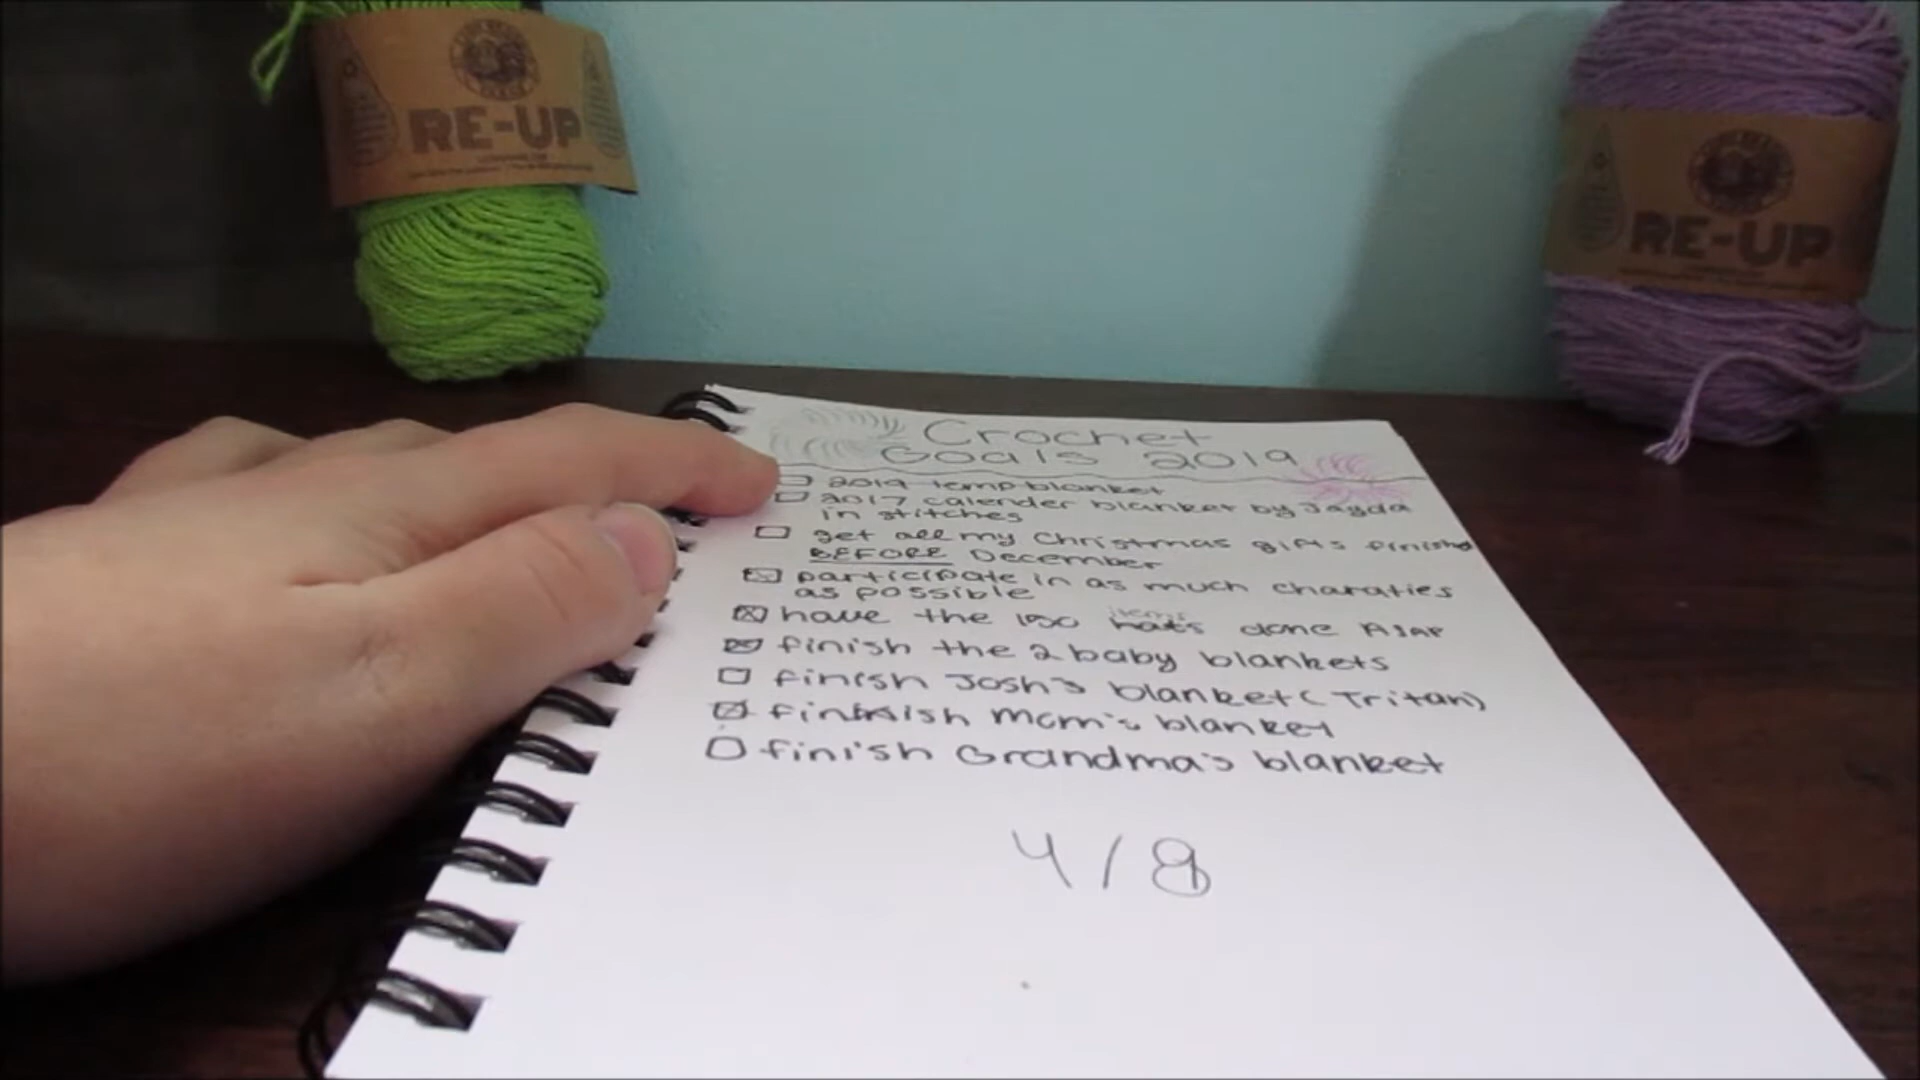 RE-UP
RE-UP
Crochet
Goals 2019
2019 temp blanket
2017 calender blanket by Jayda
in stitches
get all my Christmas gifts finished
BEFORE December
participate in as much charaties
as possible
items
have the 150 hats done ASAP
finish the 2 baby blankets
finish Josh's blanket (Tritan)
finish mom's blanket
finish Grandma's blanket
4/8